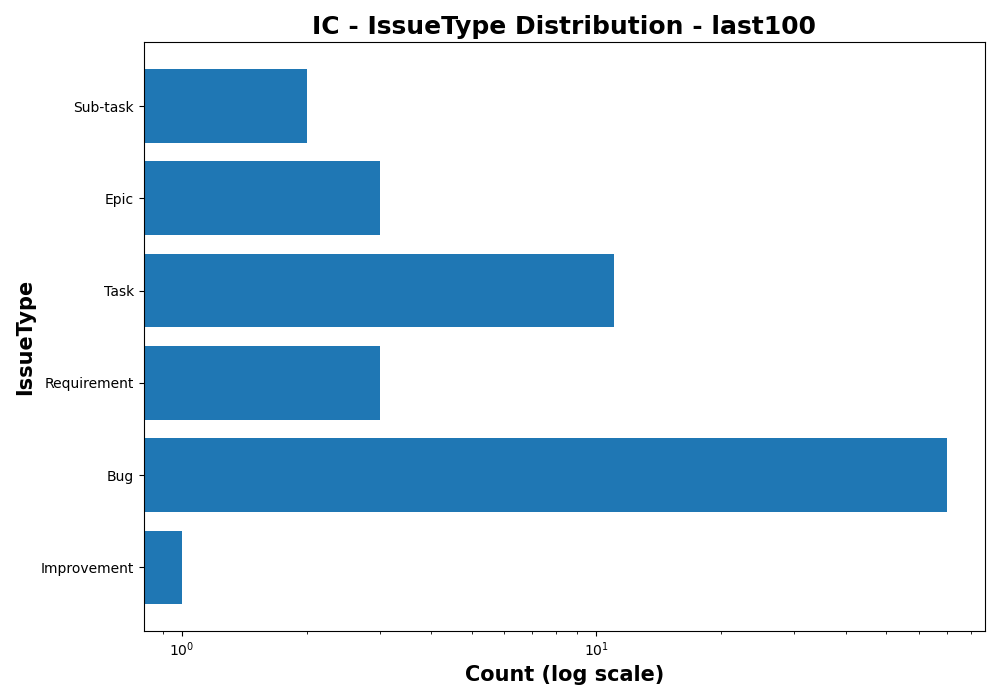 IC - IssueType Distribution - last100
IssueType
Sub-task
Epic
Task
Requirement
Bug
Improvement
10⁰ 10¹
Count (log scale)